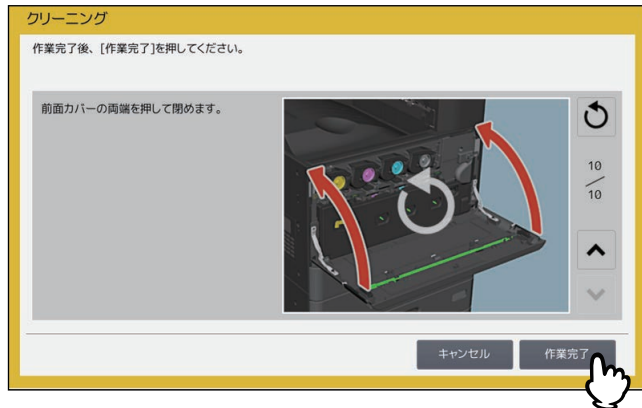 クリーニング
作業完了後、[作業完了]を押してください。
前面カバーの両端を押して閉めます。
10
10
キャンセル
作業完了